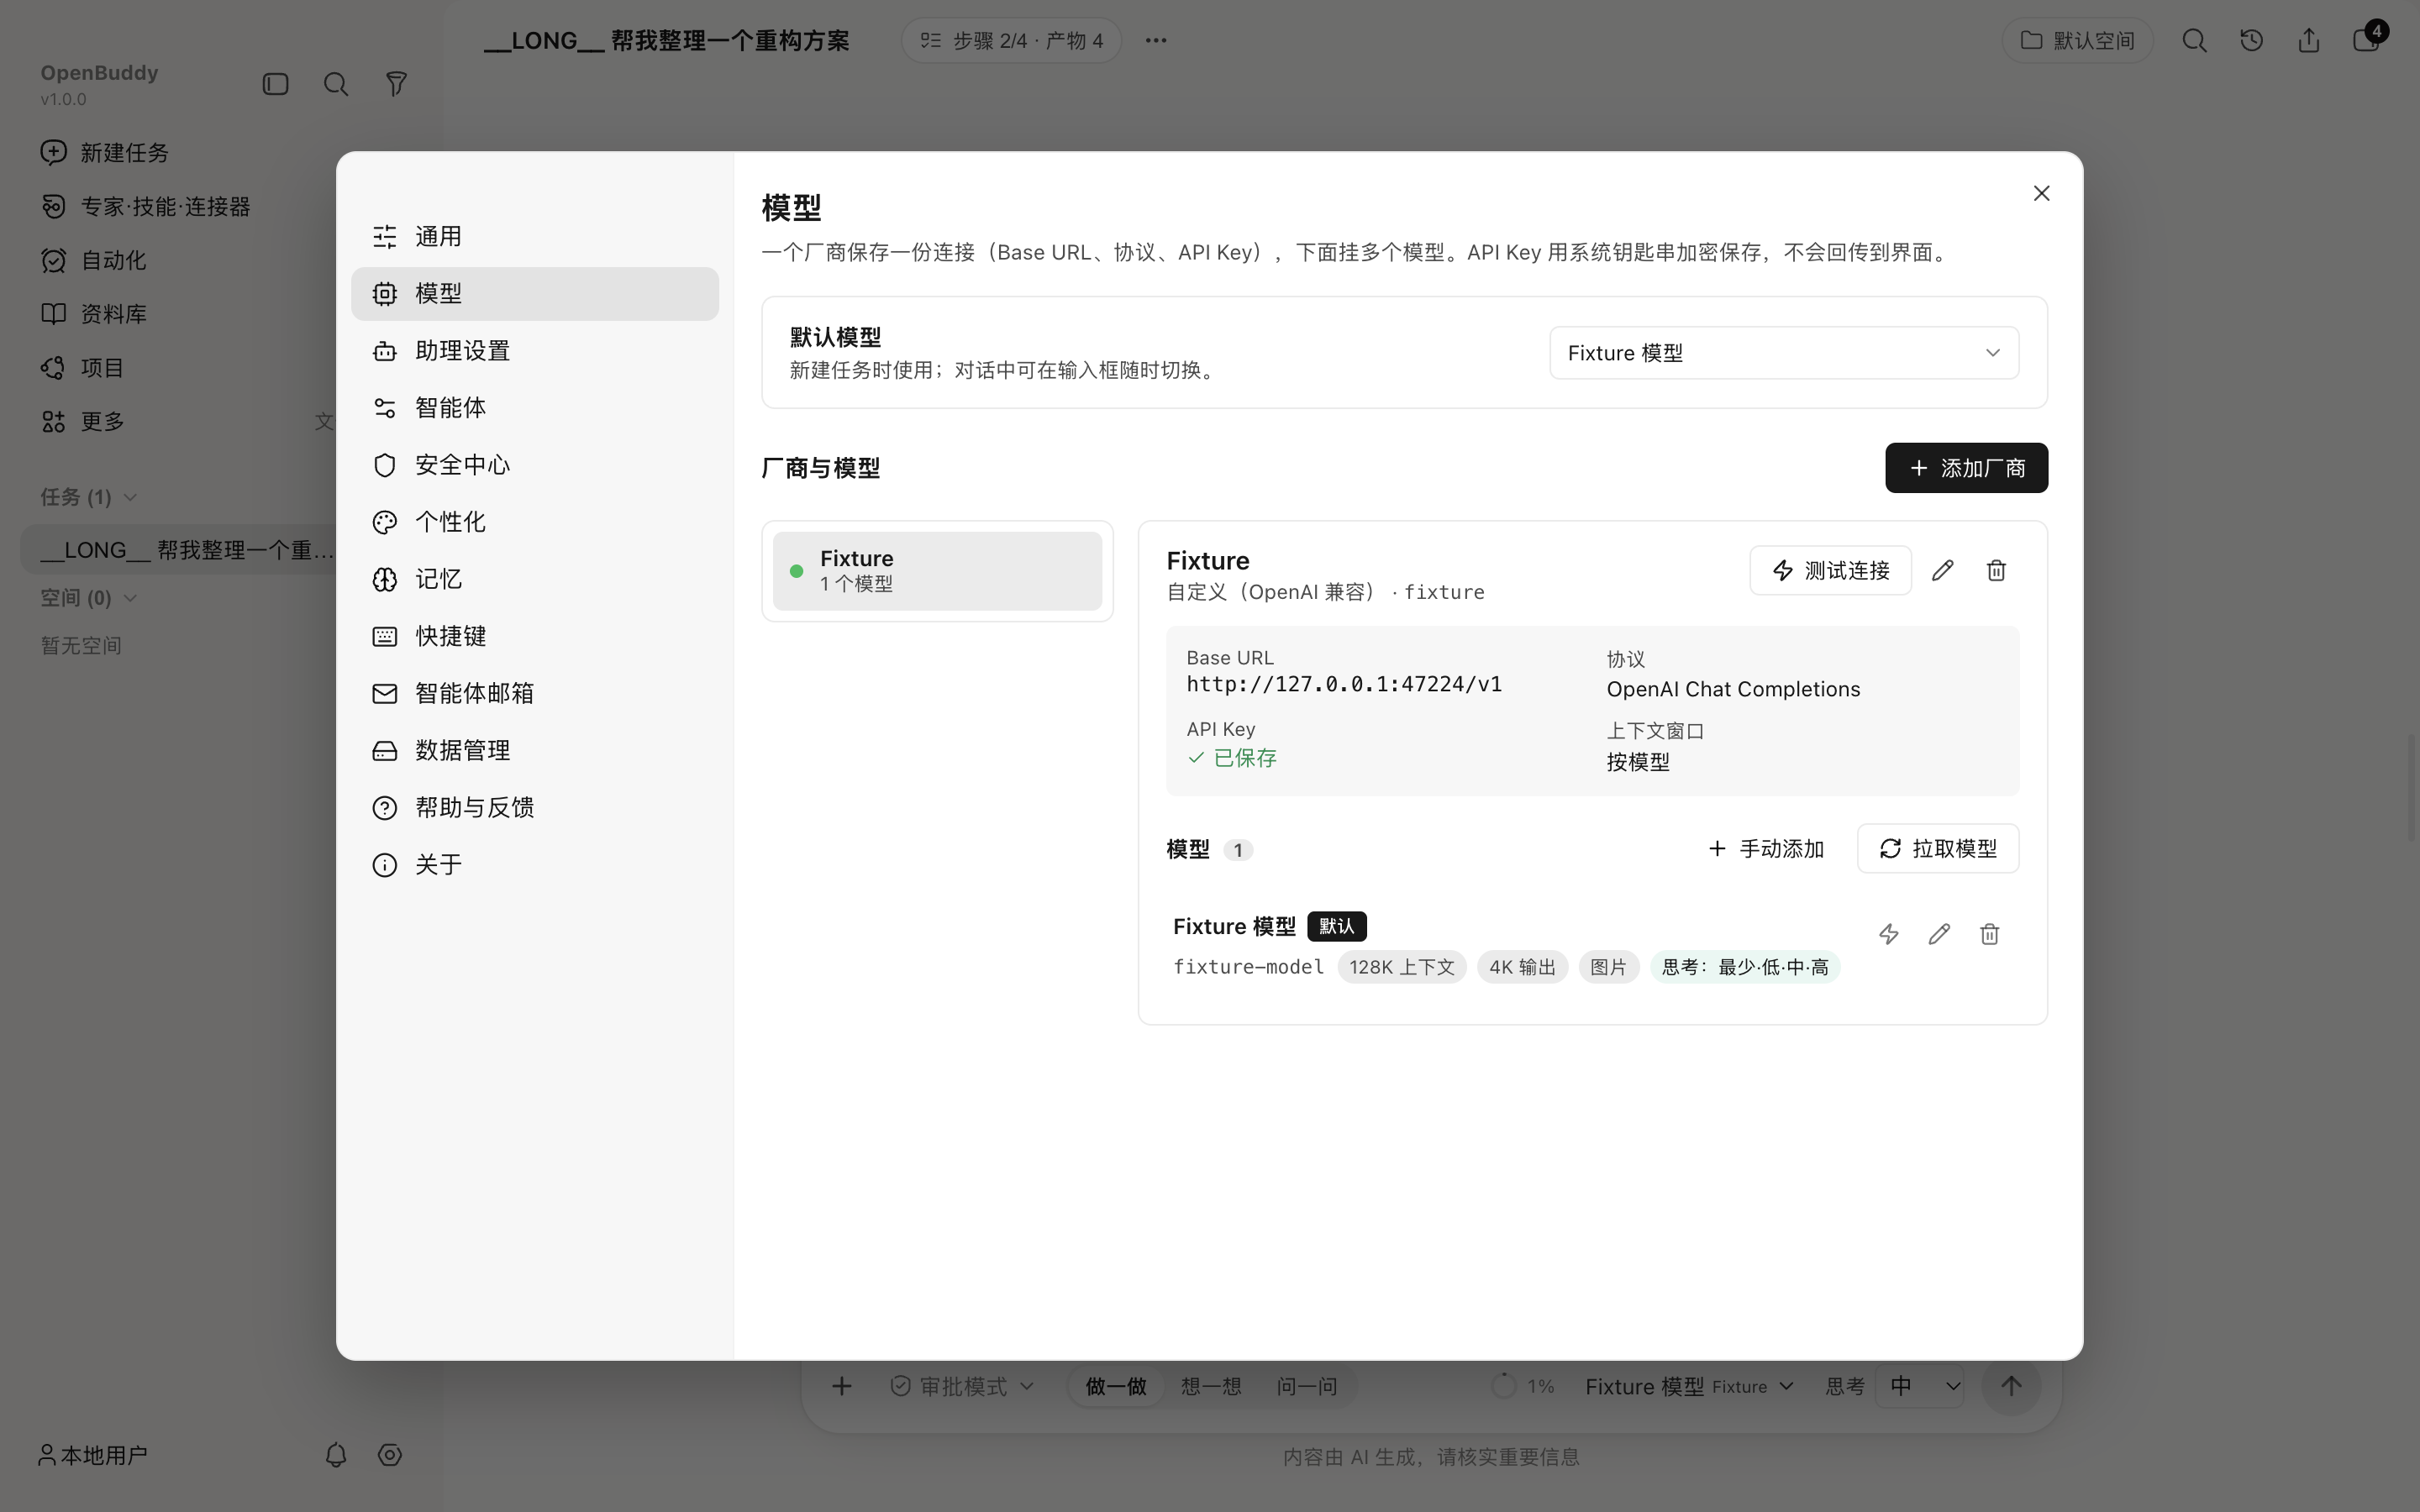 __LONG__ 帮我整理一个重构方案
步骤 2/4 · 产物 4
默认空间
4
OpenBuddy
v1.0.0
新建任务
专家·技能·连接器
自动化
资料库
项目
更多
文
任务 (1)
__LONG__ 帮我整理一个重…
空间 (0)
暂无空间
本地用户
通用
模型
助理设置
智能体
安全中心
个性化
记忆
快捷键
智能体邮箱
数据管理
帮助与反馈
关于
模型
一个厂商保存一份连接（Base URL、协议、API Key），下面挂多个模型。API Key 用系统钥匙串加密保存，不会回传到界面。
默认模型
新建任务时使用；对话中可在输入框随时切换。
Fixture 模型
厂商与模型
添加厂商
Fixture
1 个模型
Fixture
自定义（OpenAI 兼容） · fixture
测试连接
Base URL
http://127.0.0.1:47224/v1
协议
OpenAI Chat Completions
API Key
已保存
上下文窗口
按模型
模型 1
手动添加
拉取模型
Fixture 模型 默认
fixture-model 128K 上下文 4K 输出 图片 思考：最少·低·中·高
审批模式
做一做 想一想 问一问
1%
Fixture 模型 Fixture
思考 中
内容由 AI 生成，请核实重要信息